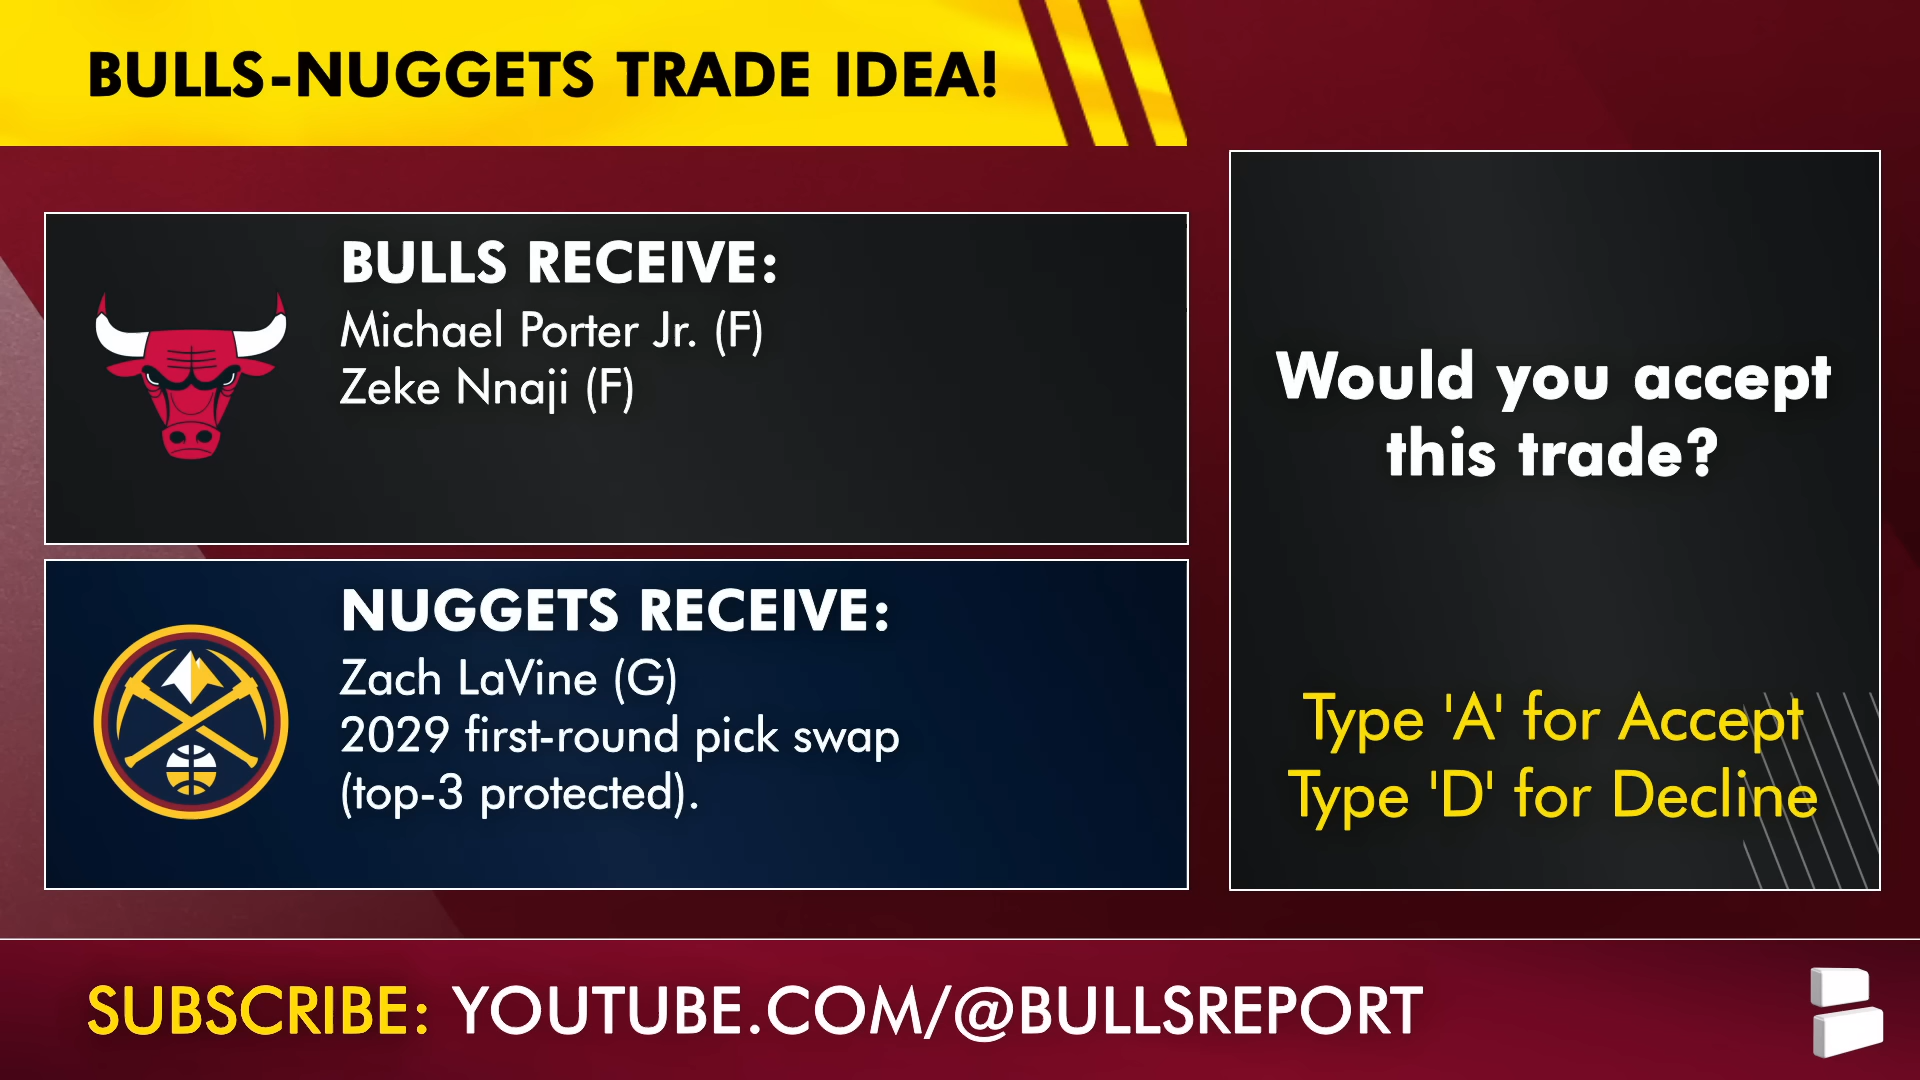 BULLS-NUGGETS TRADE IDEA!
BULLS RECEIVE:
Michael Porter Jr. (F)
Zeke Nnaji (F)
NUGGETS RECEIVE:
Zach LaVine (G)
2029 first-round pick swap
(top-3 protected).
Would you accept
this trade?
Type 'A' for Accept
Type 'D' for Decline
SUBSCRIBE: YOUTUBE.COM/@BULLSREPORT